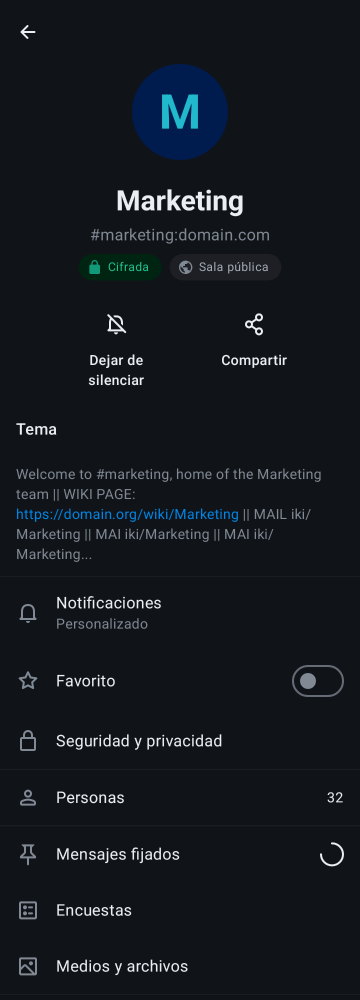 M
Marketing
#marketing:domain.com
Cifrada
Sala pública
Dejar de
silenciar
Compartir
Tema
Welcome to #marketing, home of the Marketing
team || WIKI PAGE:
https://domain.org/wiki/Marketing || MAIL iki/
Marketing || MAI iki/Marketing || MAI iki/
Marketing...
Notificaciones
Personalizado
Favorito
Seguridad y privacidad
Personas 32
Mensajes fijados
Encuestas
Medios y archivos